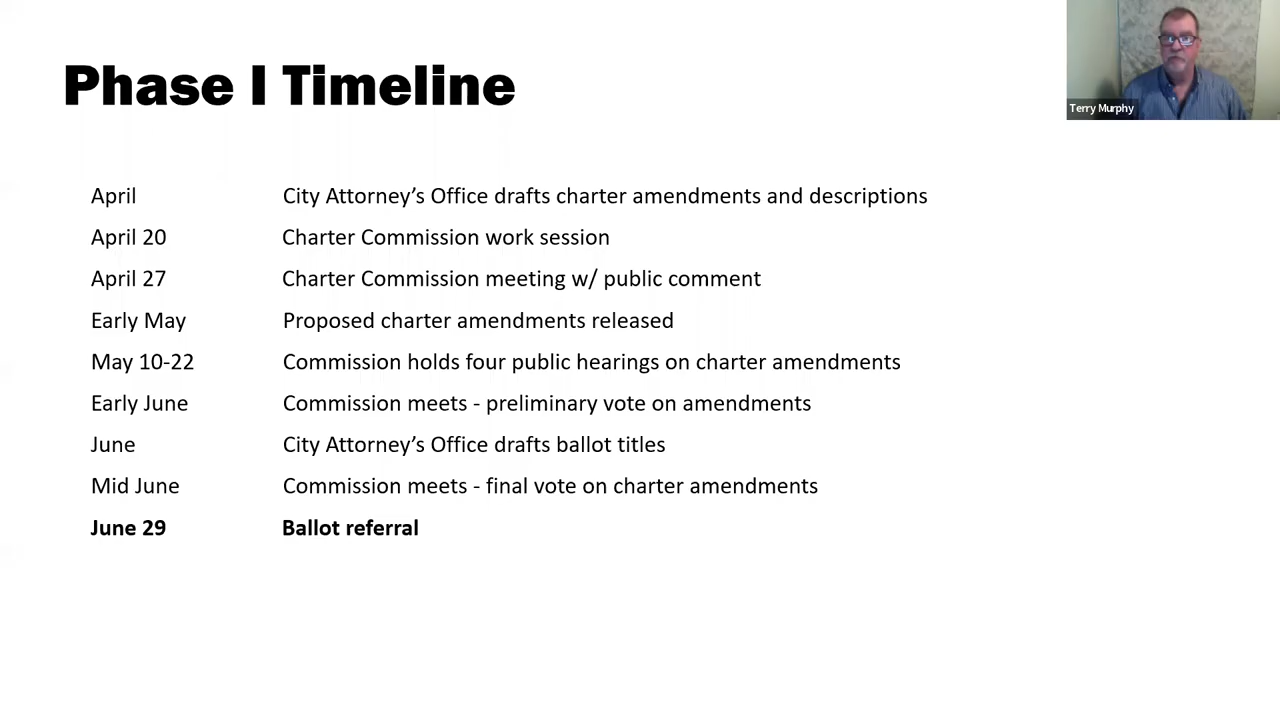 Phase I Timeline
Terry Murphy
April City Attorney’s Office drafts charter amendments and descriptions
April 20 Charter Commission work session
April 27 Charter Commission meeting w/ public comment
Early May Proposed charter amendments released
May 10-22 Commission holds four public hearings on charter amendments
Early June Commission meets - preliminary vote on amendments
June City Attorney’s Office drafts ballot titles
Mid June Commission meets - final vote on charter amendments
June 29 Ballot referral